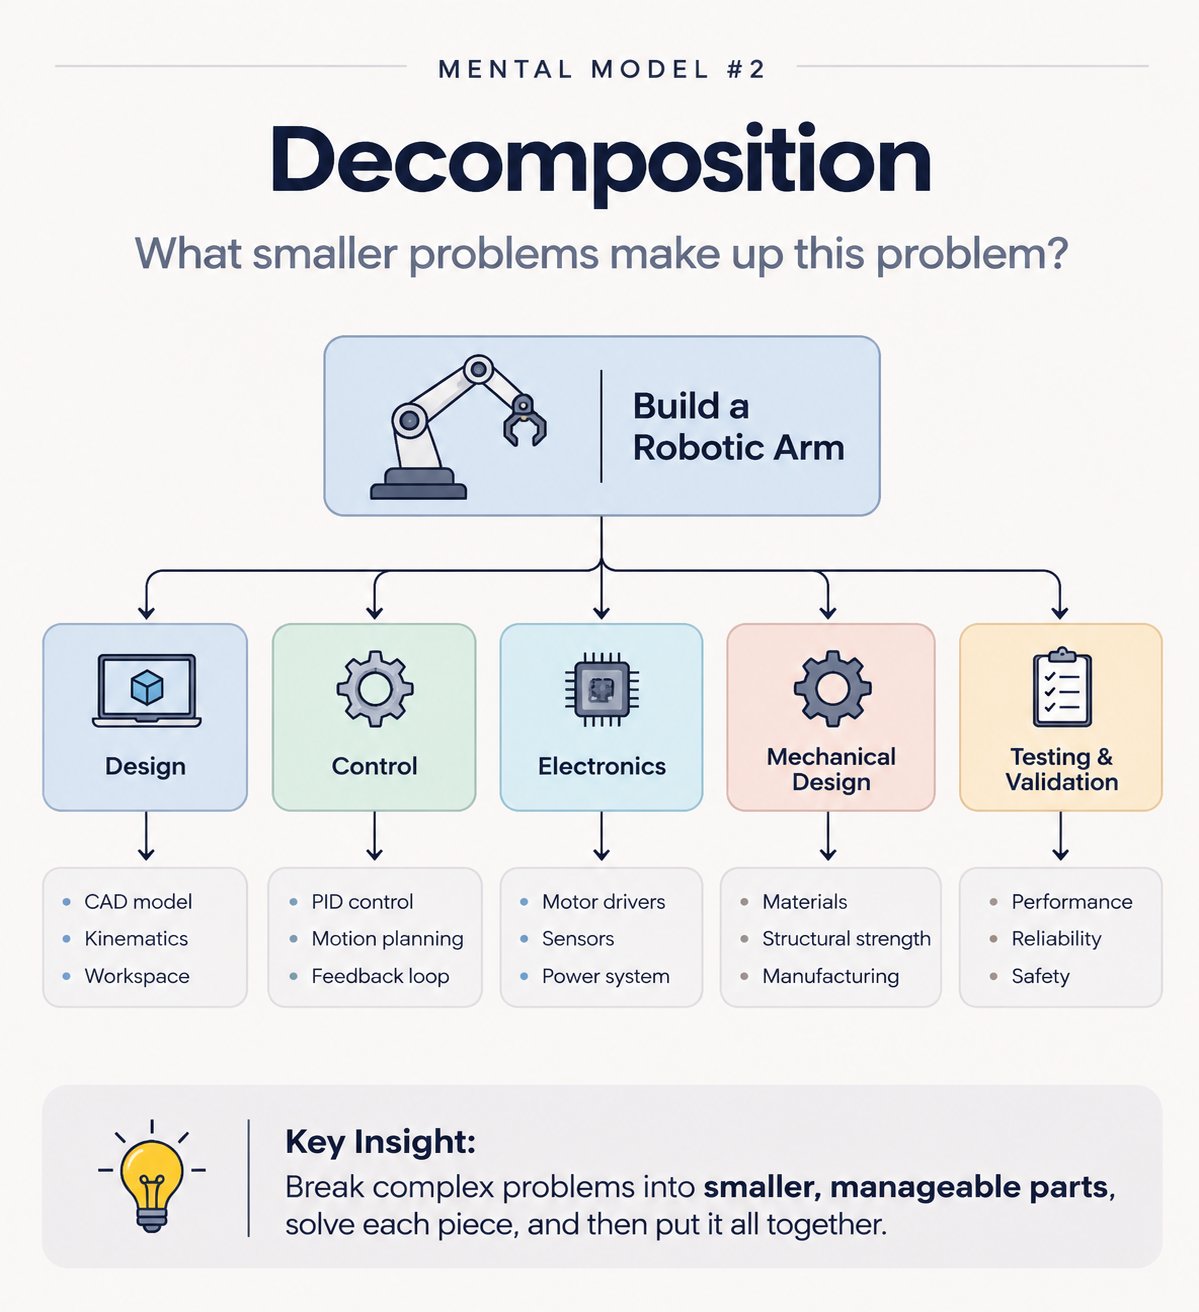 MENTAL MODEL #2
Decomposition
What smaller problems make up this problem?
Build a
Robotic Arm
Design
Control
Electronics
Mechanical
Design
Testing &
Validation
• CAD model
• Kinematics
• Workspace
• PID control
• Motion planning
• Feedback loop
• Motor drivers
• Sensors
• Power system
• Materials
• Structural strength
• Manufacturing
• Performance
• Reliability
• Safety
Key Insight:
Break complex problems into smaller, manageable parts,
solve each piece, and then put it all together.